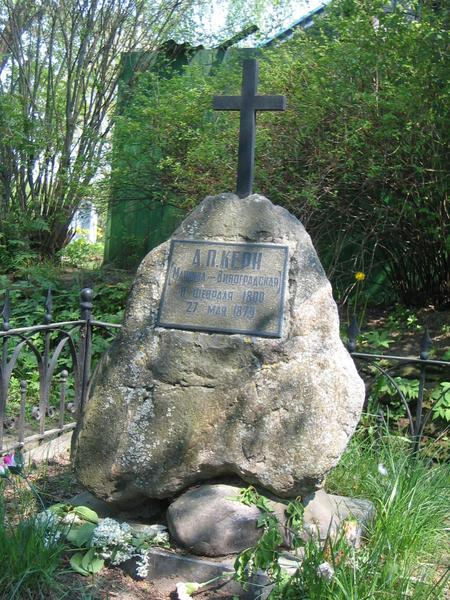 А.П.КЕРН
Маркова - Виноградская
11 февраля 1800
27 мая 1879